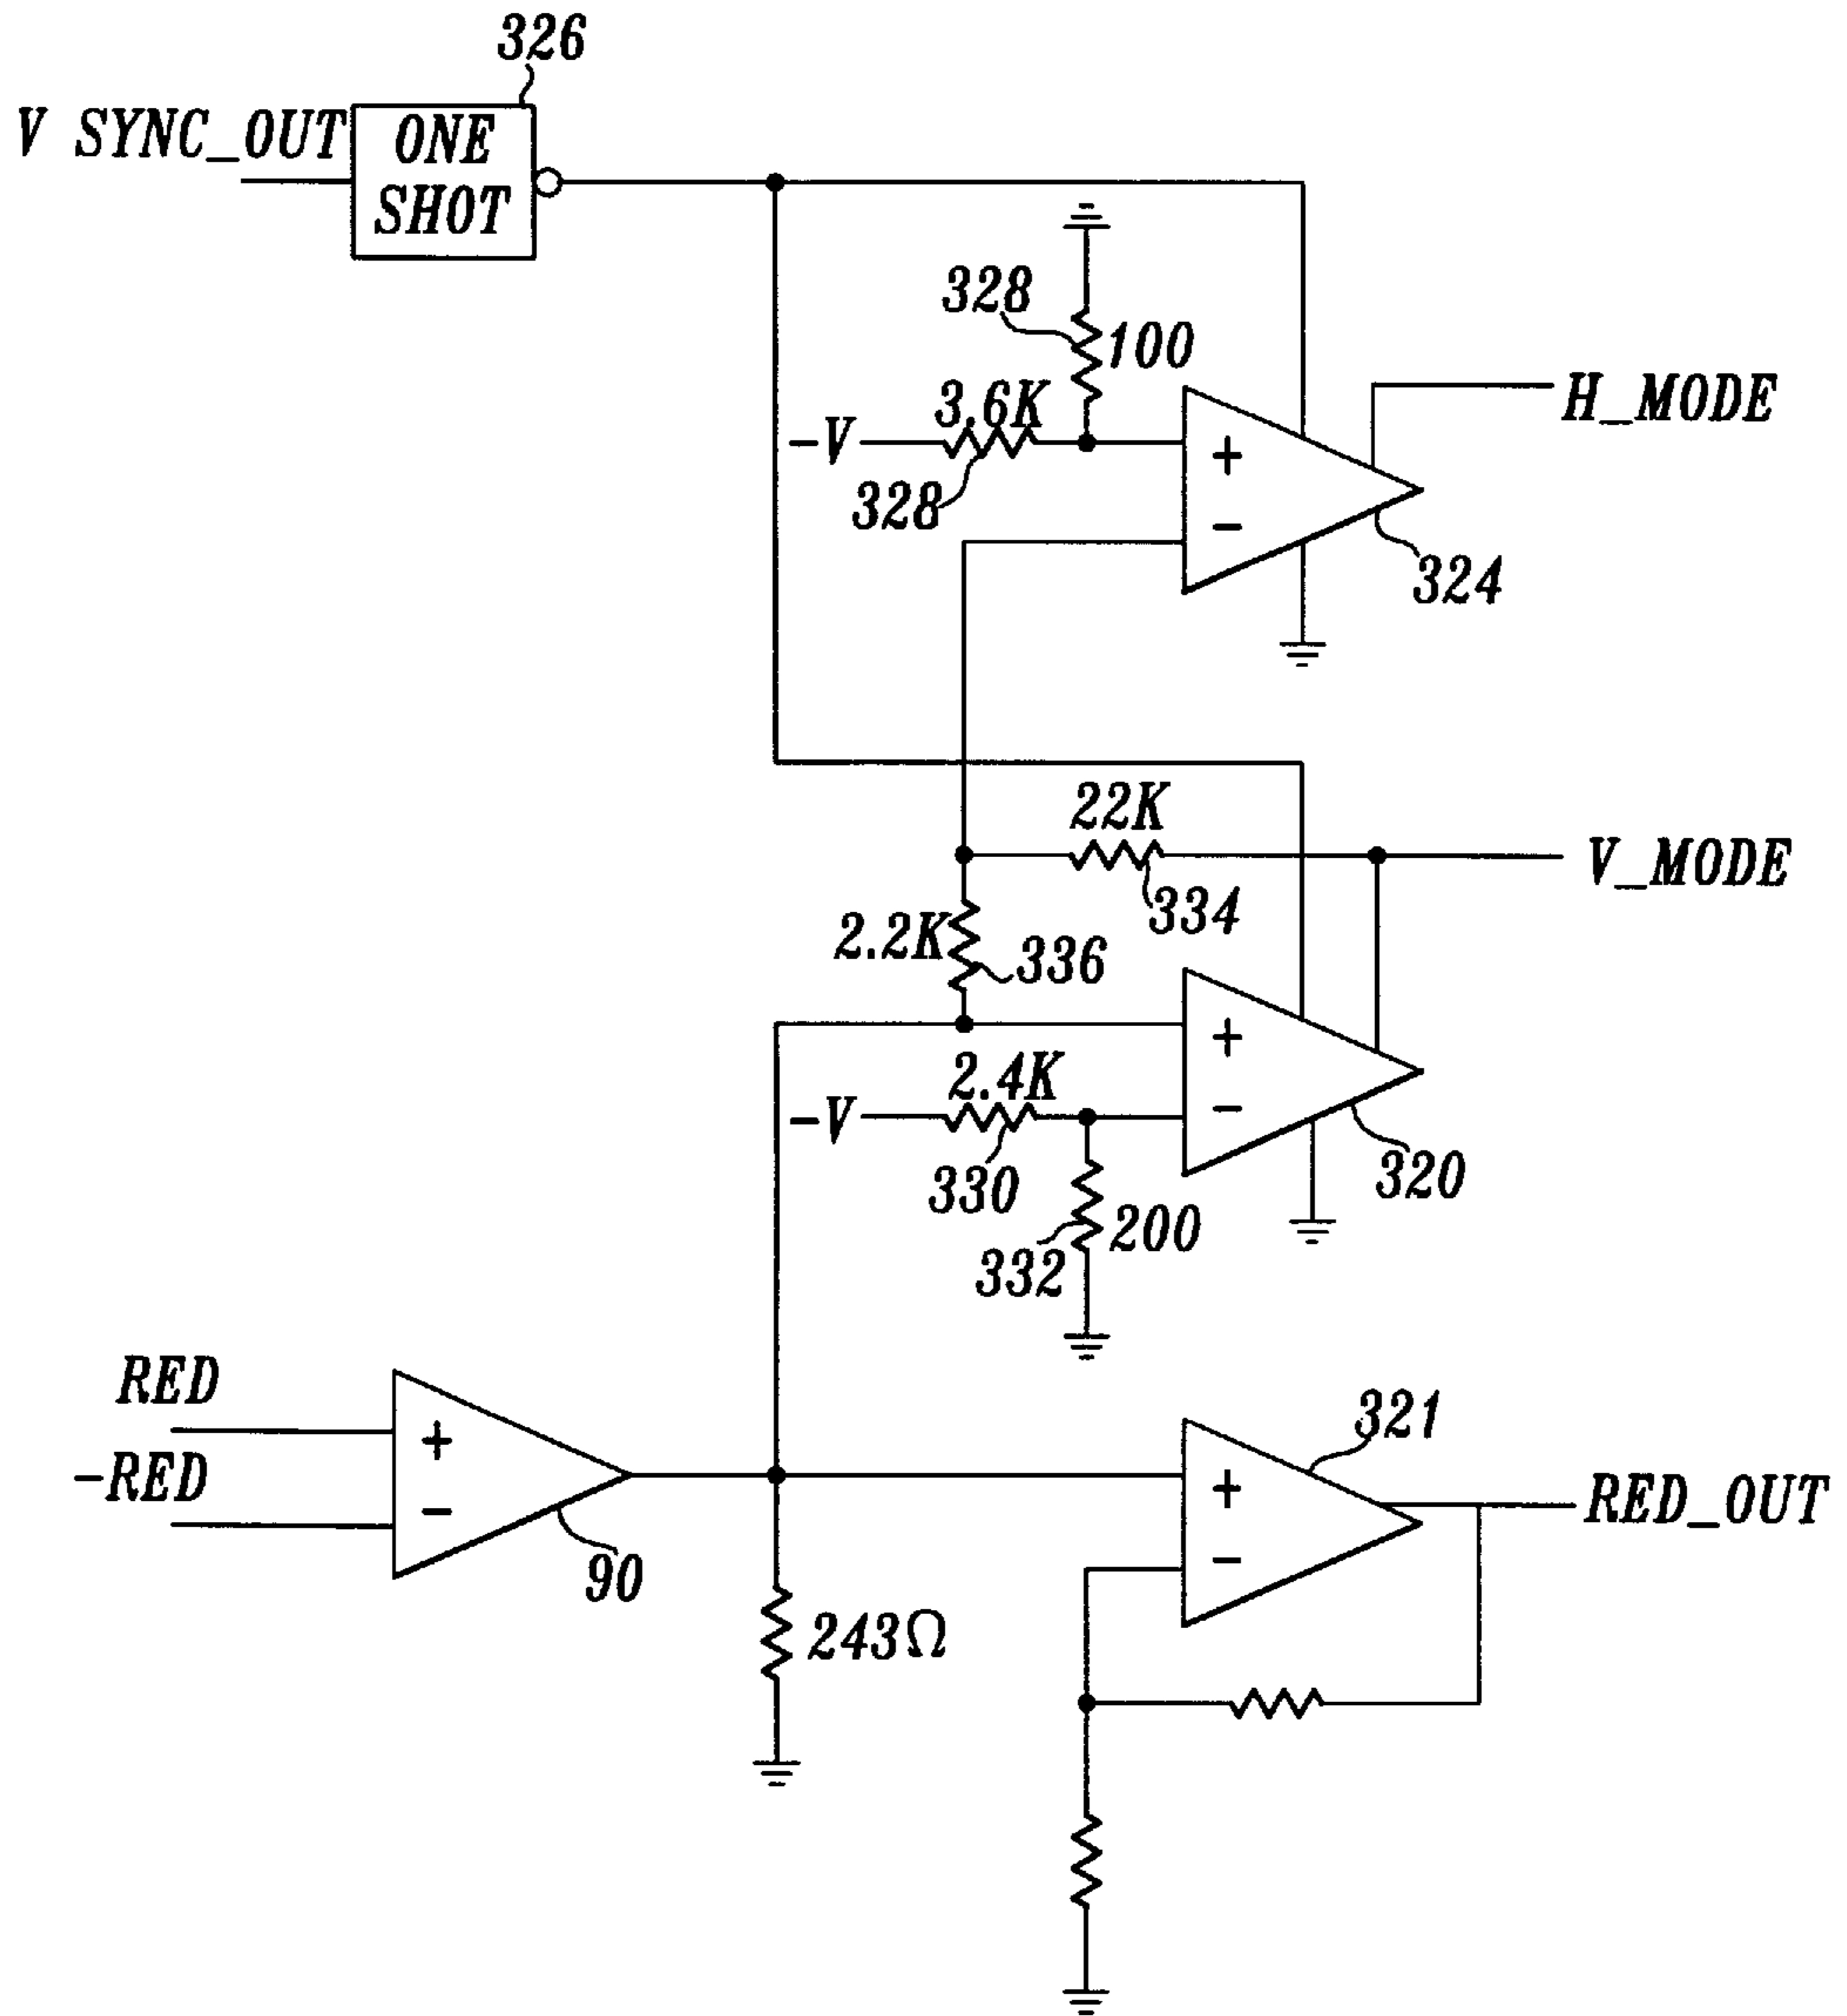 326
V SYNC_OUT
ONE
SHOT
328
100
3.6K
-V
328
+
-
H_MODE
324
22K
334
V_MODE
2.2K
336
+
-
2.4K
-V
330
320
200
332
RED
-RED
+
-
90
321
+
-
RED_OUT
243Ω